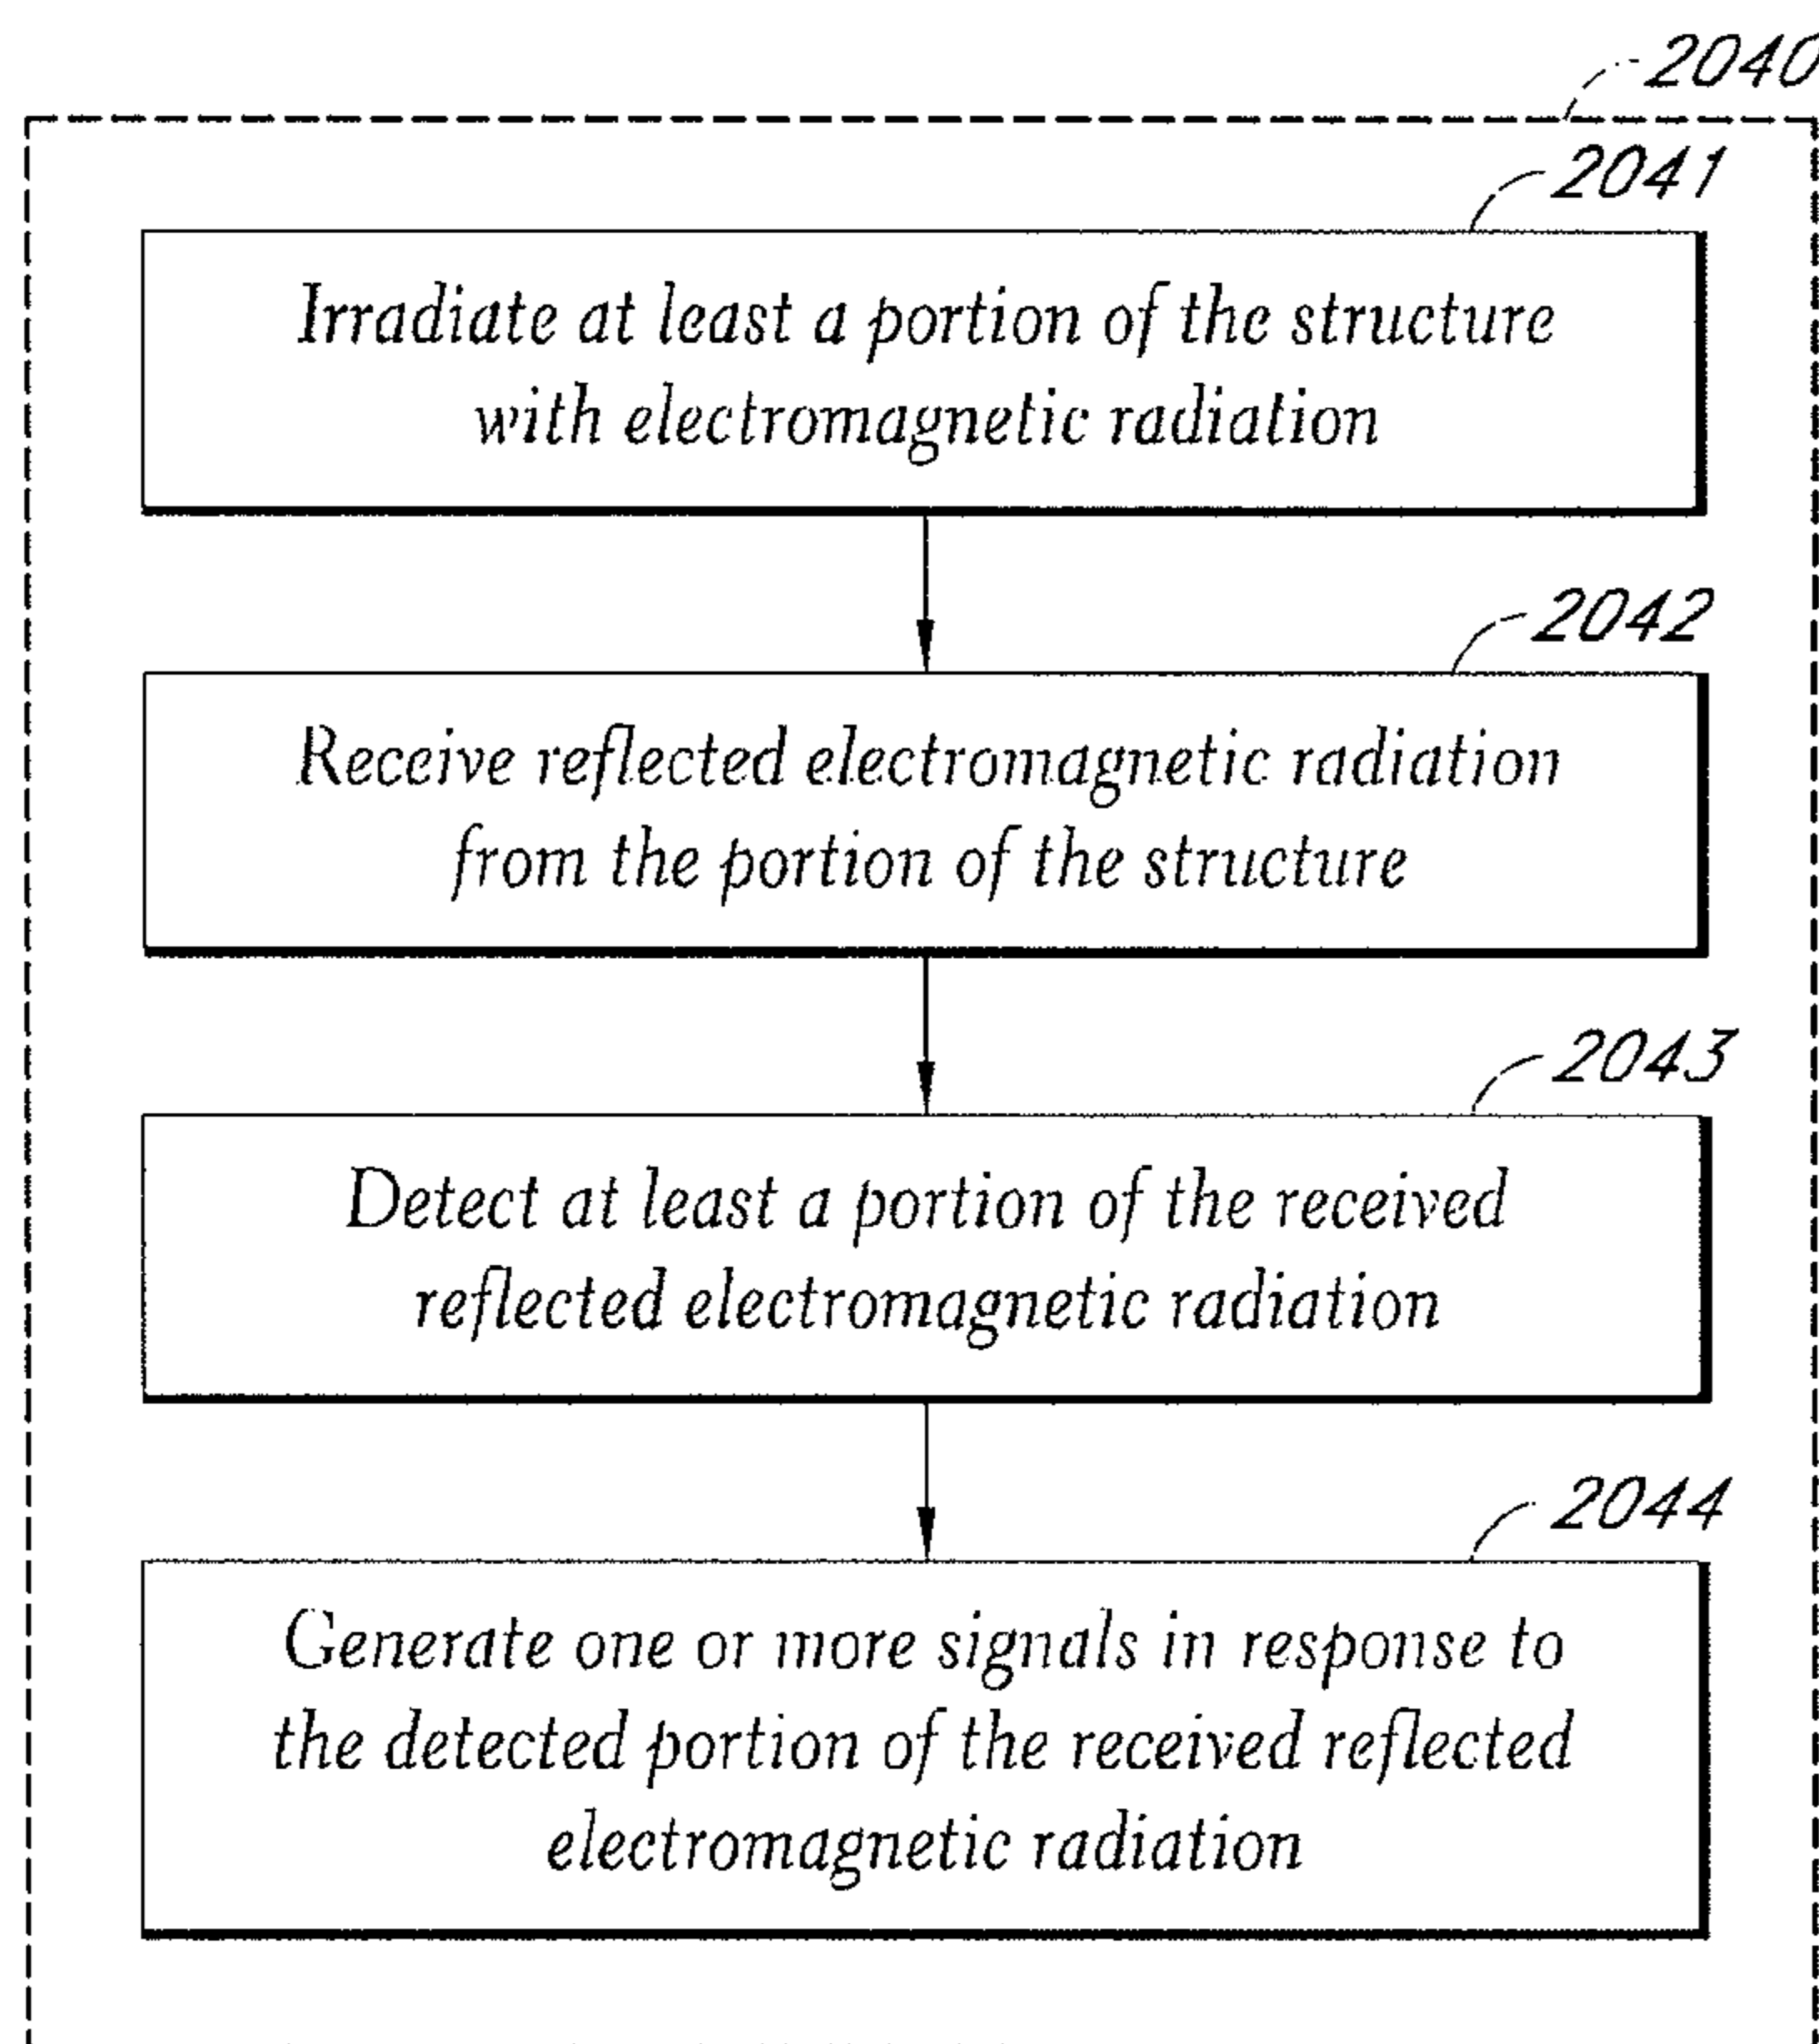 2040
2041
Irradiate at least a portion of the structure
with electromagnetic radiation
2042
Receive reflected electromagnetic radiation
from the portion of the structure
2043
Detect at least a portion of the received
reflected electromagnetic radiation
2044
Generate one or more signals in response to
the detected portion of the received reflected
electromagnetic radiation